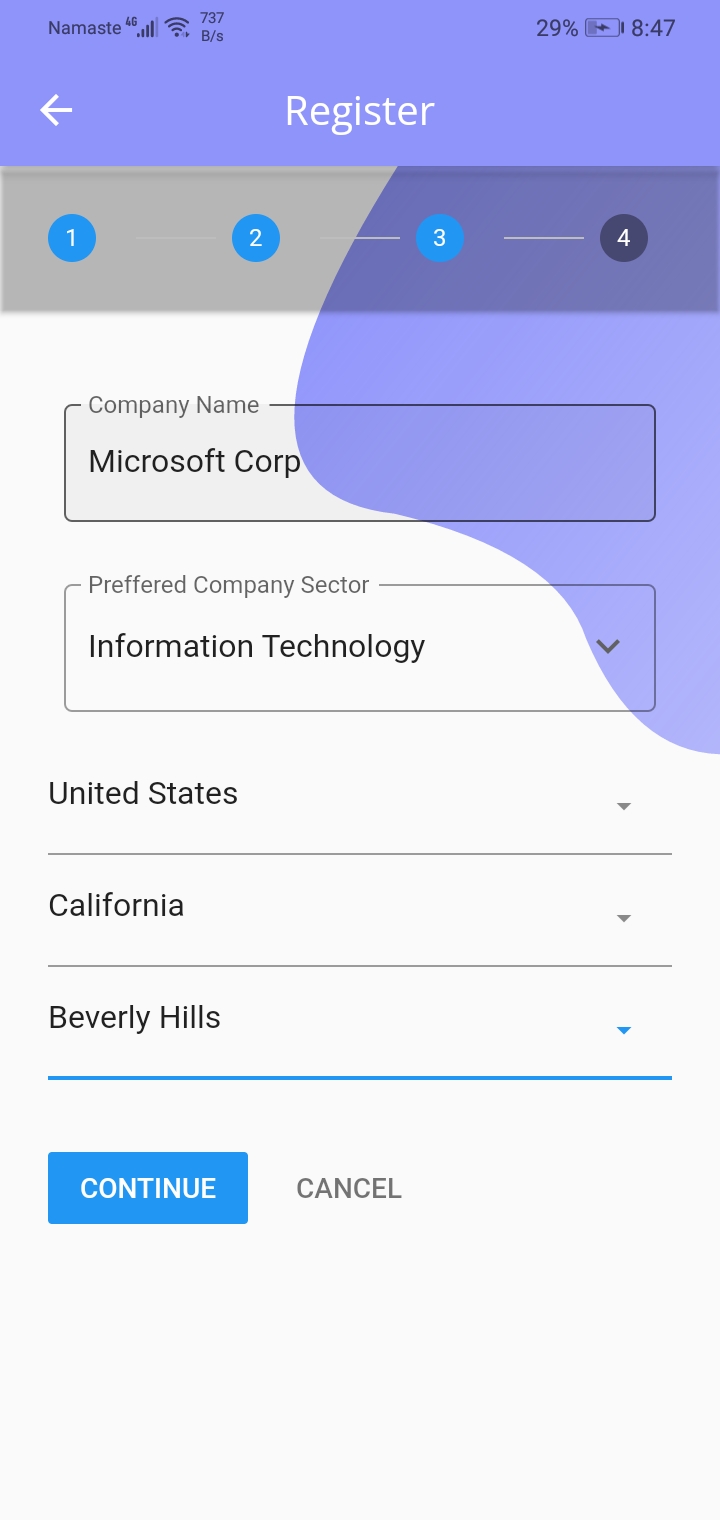 Namaste 4G 737 B/s 29% 8:47
Register
1 2 3 4
Company Name
Microsoft Corp
Preffered Company Sector
Information Technology
United States
California
Beverly Hills
CONTINUE CANCEL